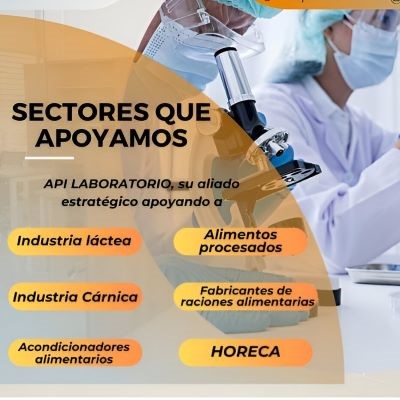 SECTORES QUE
APOYAMOS
API LABORATORIO, su aliado
estratégico apoyando a
Industria láctea
Alimentos
procesados
Industria Cárnica
Fabricantes de
raciones alimentarias
Acondicionadores
alimentarios
HORECA